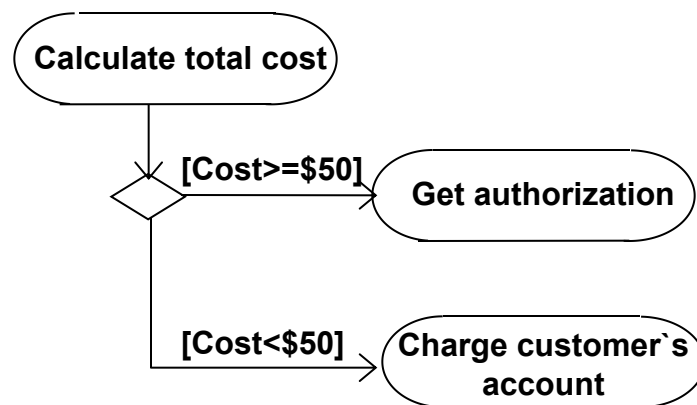 Calculate total cost
[Cost>=$50]
Get authorization
[Cost<$50]
Charge customer`s
account